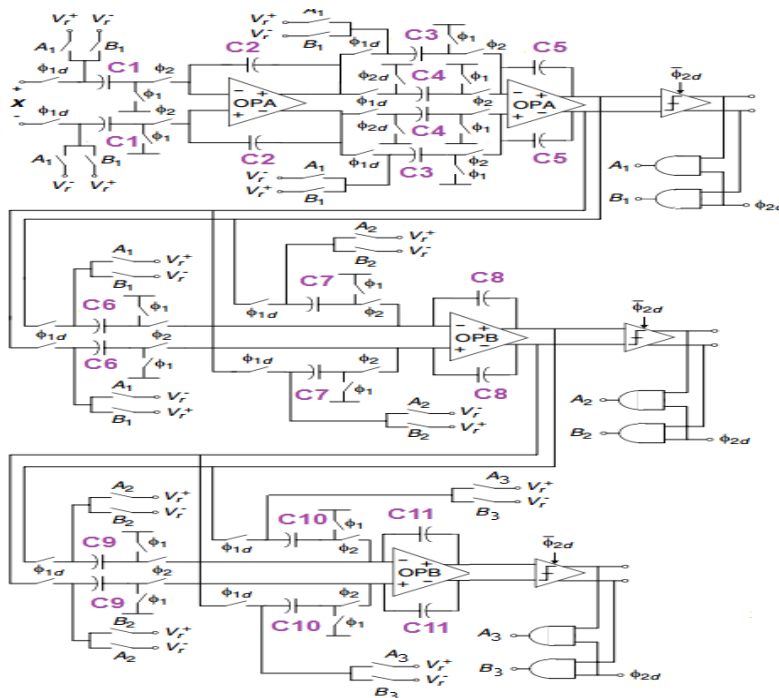 Vr+ Vr-
A1 B1
ϕ1d C1 ϕ2
+ x -
ϕ1
ϕ1d C1 ϕ2
ϕ1
A1 B1
Vr- Vr+
C2
OPA
C2
Vr+ A1
Vr- B1
ϕ1d C3 ϕ1 ϕ2
ϕ2d C4 ϕ1
ϕ1d ϕ2
ϕ2d C4 ϕ1
ϕ1d C3 ϕ2
ϕ1
A1
Vr-
Vr+
B1
C5
OPA
C5
ϕ̅2d
A1
B1
ϕ2d
A1 Vr+
B1 Vr-
C6 ϕ1
ϕ1d ϕ2
C6 ϕ1
A1 Vr-
B1 Vr+
A2 Vr+
B2 Vr-
C7 ϕ1
ϕ1d ϕ2
ϕ1d ϕ2
C7 ϕ1
A2 Vr-
B2 Vr+
C8
OPB
C8
ϕ̅2d
A2
B2
ϕ2d
A2 Vr+
B2 Vr-
C9 ϕ1
ϕ1d ϕ2
C9 ϕ1
B2 Vr+
A2 Vr-
A3 Vr+
B3 Vr-
C10 ϕ1
ϕ1d ϕ2
ϕ1d ϕ2
C10 ϕ1
A3 Vr+
B3 Vr-
C11
OPB
C11
ϕ̅2d
A3
B3
ϕ2d